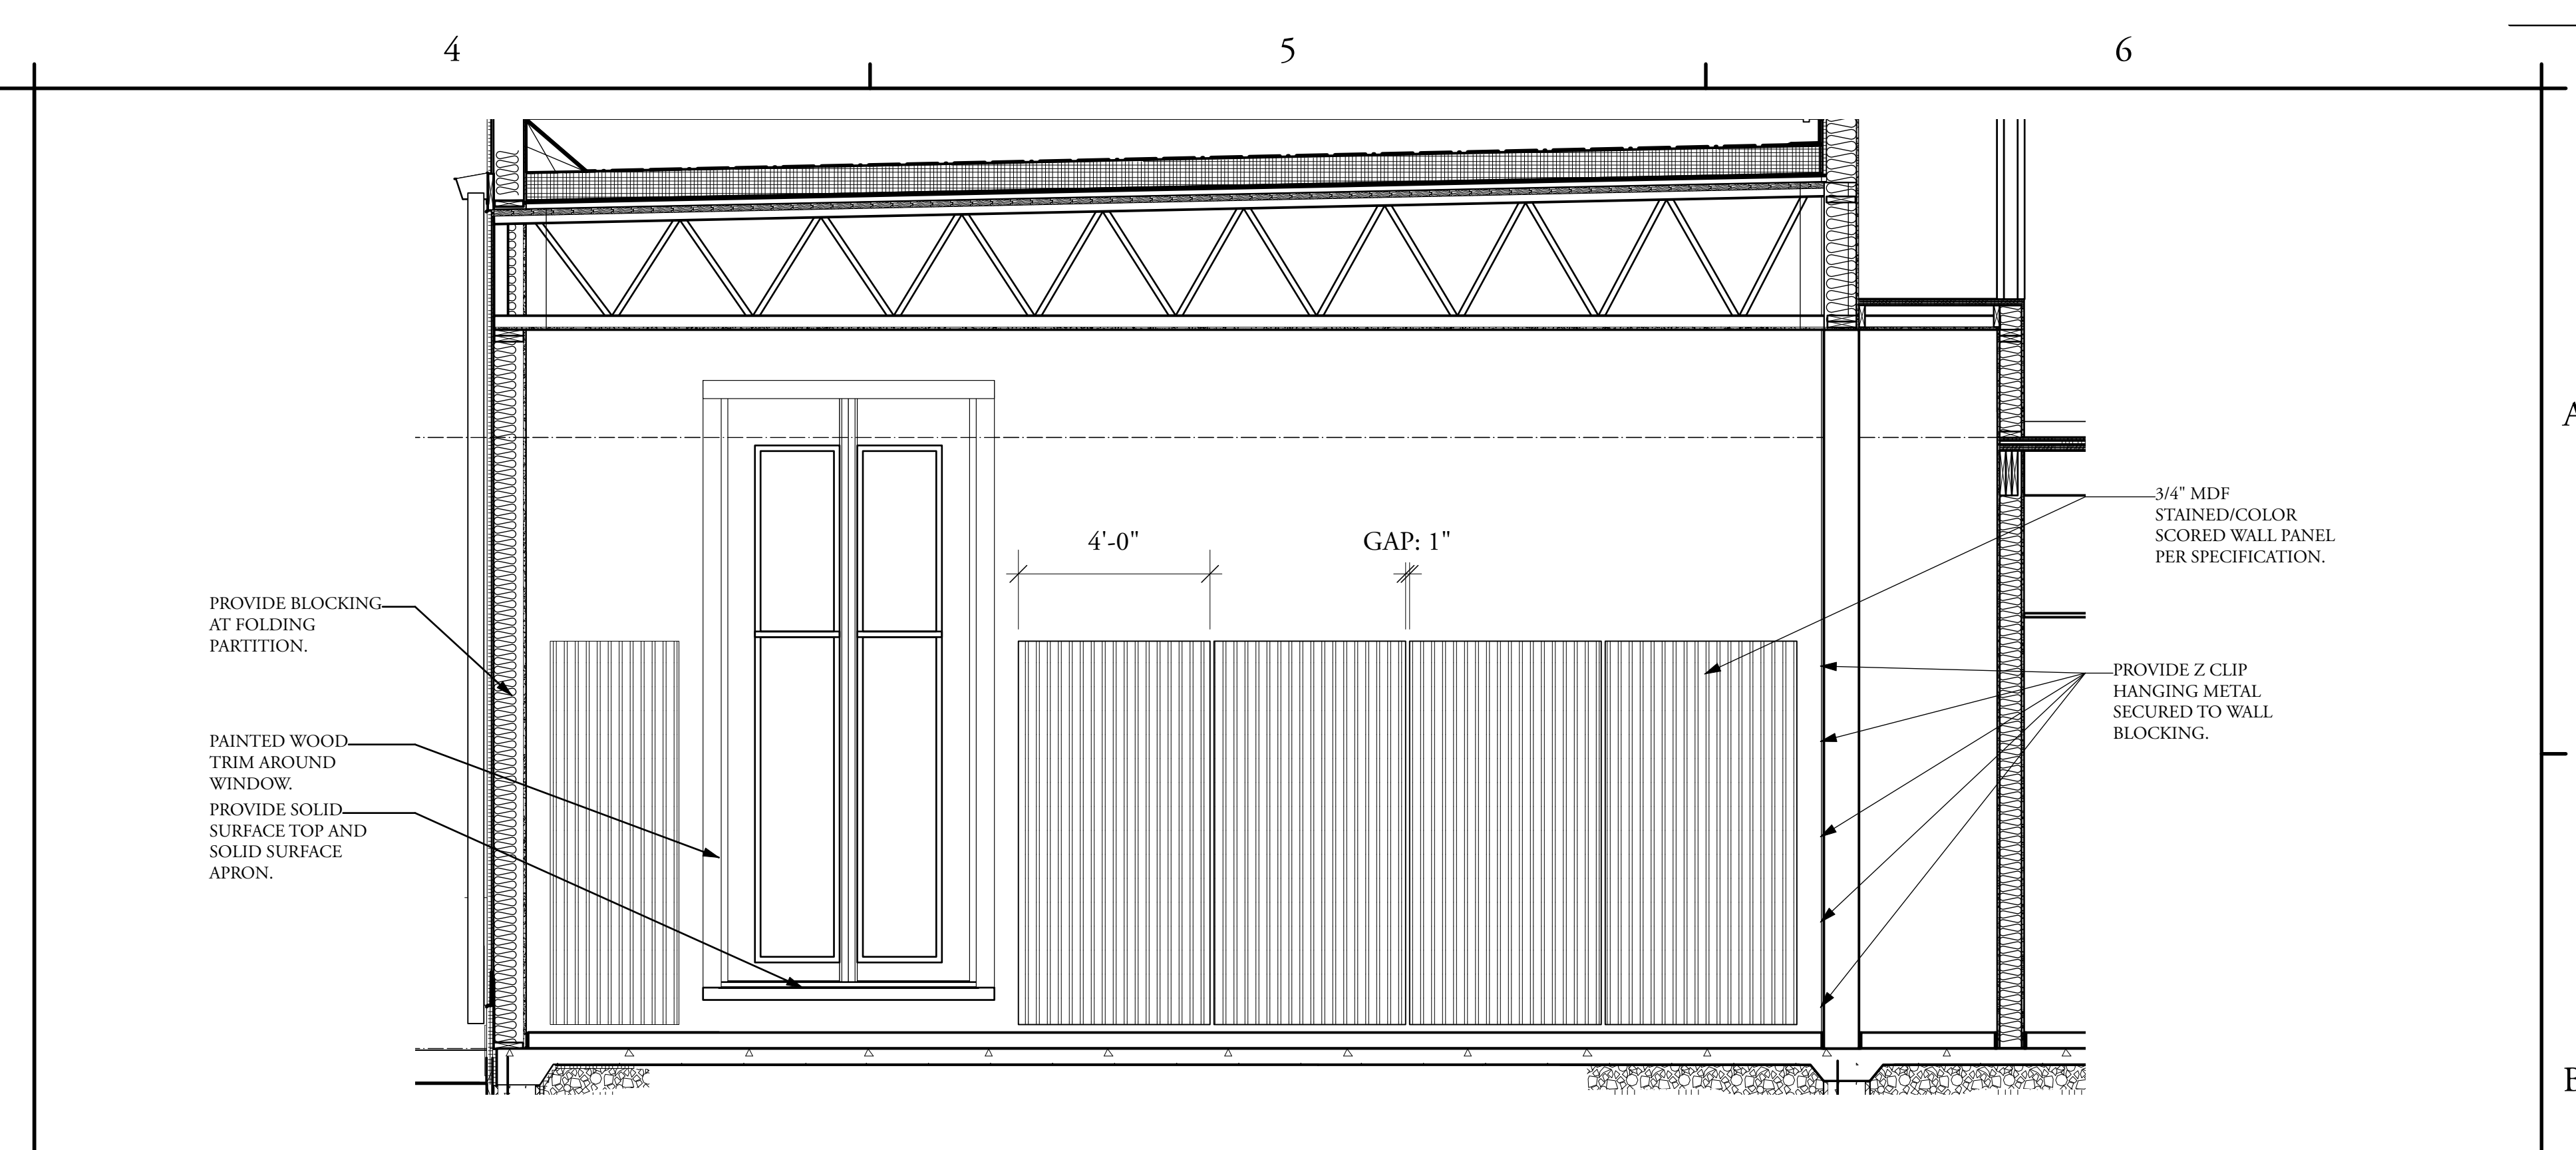 4
5
6
A
4'-0"
GAP: 1"
3/4" MDF
STAINED/COLOR
SCORED WALL PANEL
PER SPECIFICATION.
PROVIDE BLOCKING
AT FOLDING
PARTITION.
PROVIDE Z CLIP
HANGING METAL
SECURED TO WALL
BLOCKING.
PAINTED WOOD
TRIM AROUND
WINDOW.
PROVIDE SOLID
SURFACE TOP AND
SOLID SURFACE
APRON.
B